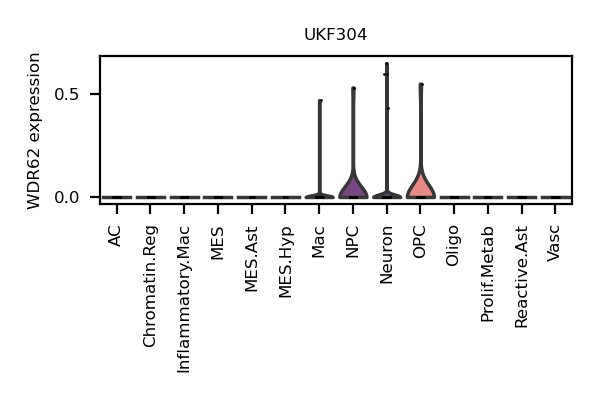 UKF304
WDR62 expression
0.5
0.0
AC
Chromatin.Reg
Inflammatory.Mac
MES
MES.Ast
MES.Hyp
Mac
NPC
Neuron
OPC
Oligo
Prolif.Metab
Reactive.Ast
Vasc